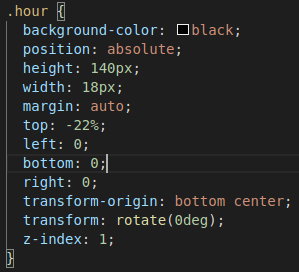 .hour {
background-color: black;
position: absolute;
height: 140px;
width: 18px;
margin: auto;
top: -22%;
left: 0;
bottom: 0;
right: 0;
transform-origin: bottom center;
transform: rotate(0deg);
z-index: 1;
}